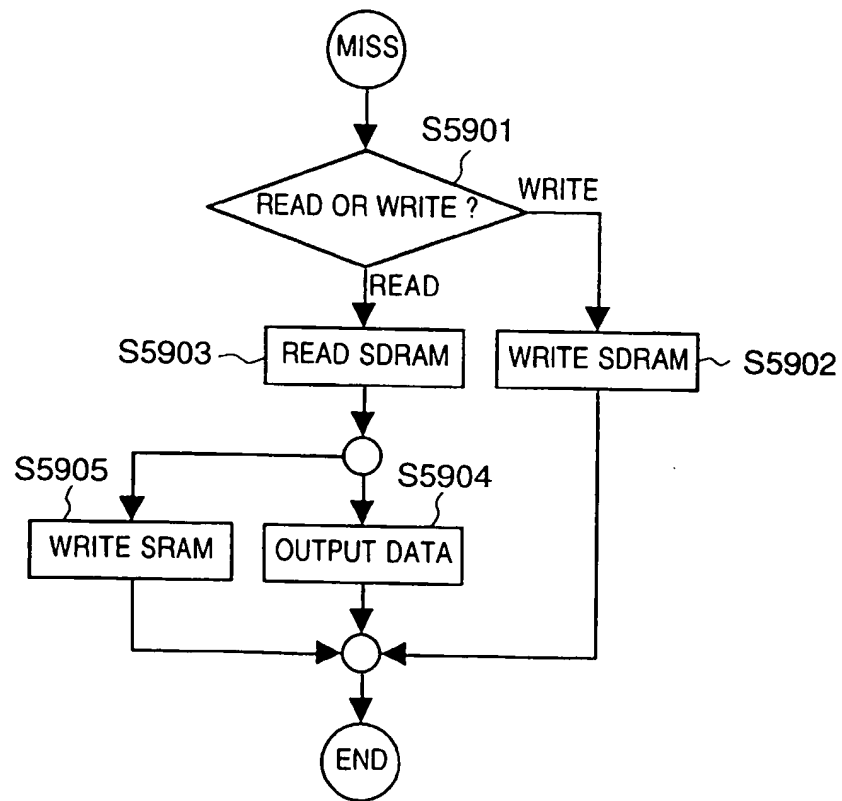 MISS
S5901
READ OR WRITE ?
WRITE
READ
S5903
READ SDRAM
WRITE SDRAM
S5902
S5905
S5904
WRITE SRAM
OUTPUT DATA
END